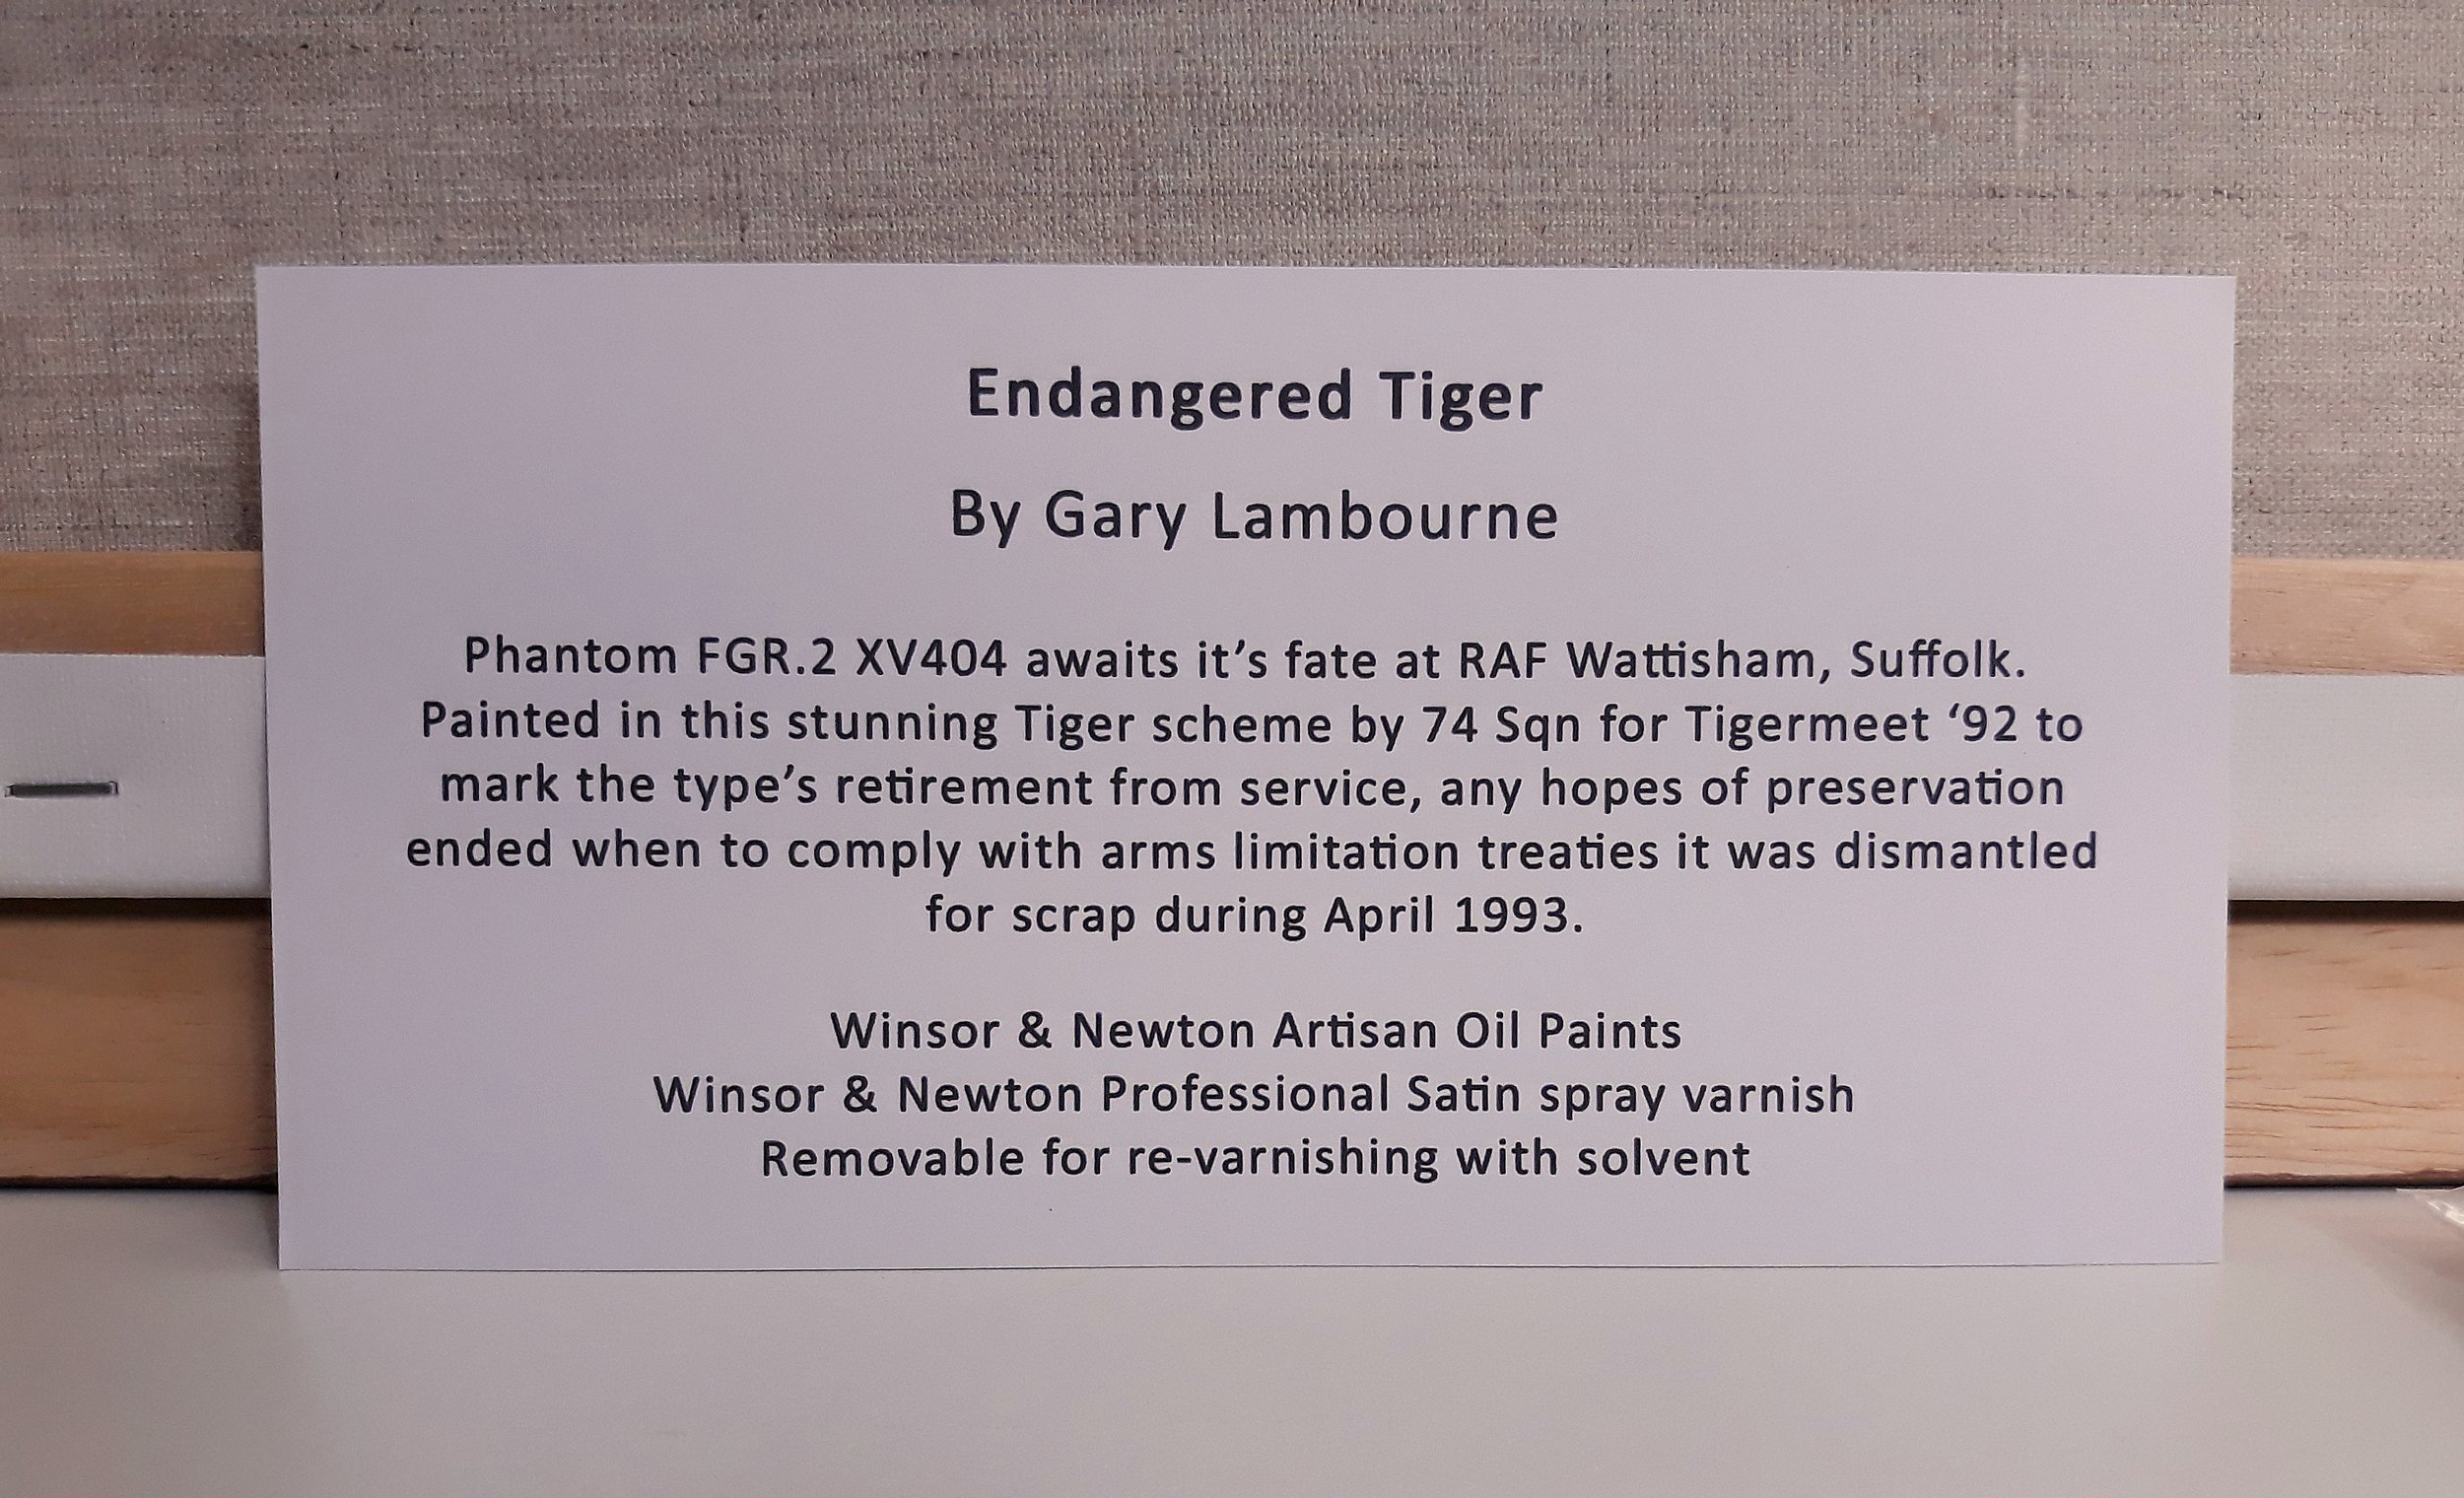 Endangered Tiger
By Gary Lambourne
Phantom FGR.2 XV404 awaits it’s fate at RAF Wattisham, Suffolk.
Painted in this stunning Tiger scheme by 74 Sqn for Tigermeet ‘92 to
mark the type’s retirement from service, any hopes of preservation
ended when to comply with arms limitation treaties it was dismantled
for scrap during April 1993.
Winsor & Newton Artisan Oil Paints
Winsor & Newton Professional Satin spray varnish
Removable for re-varnishing with solvent